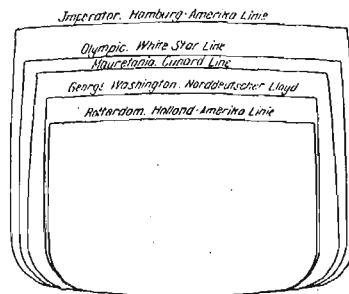 Imperator. Hamburg-Amerika Linie
Olympic. White Star Line
Mauretania. Cunard Line
George Washington. Norddeutscher Lloyd
Rotterdam. Holland-Amerika Linie